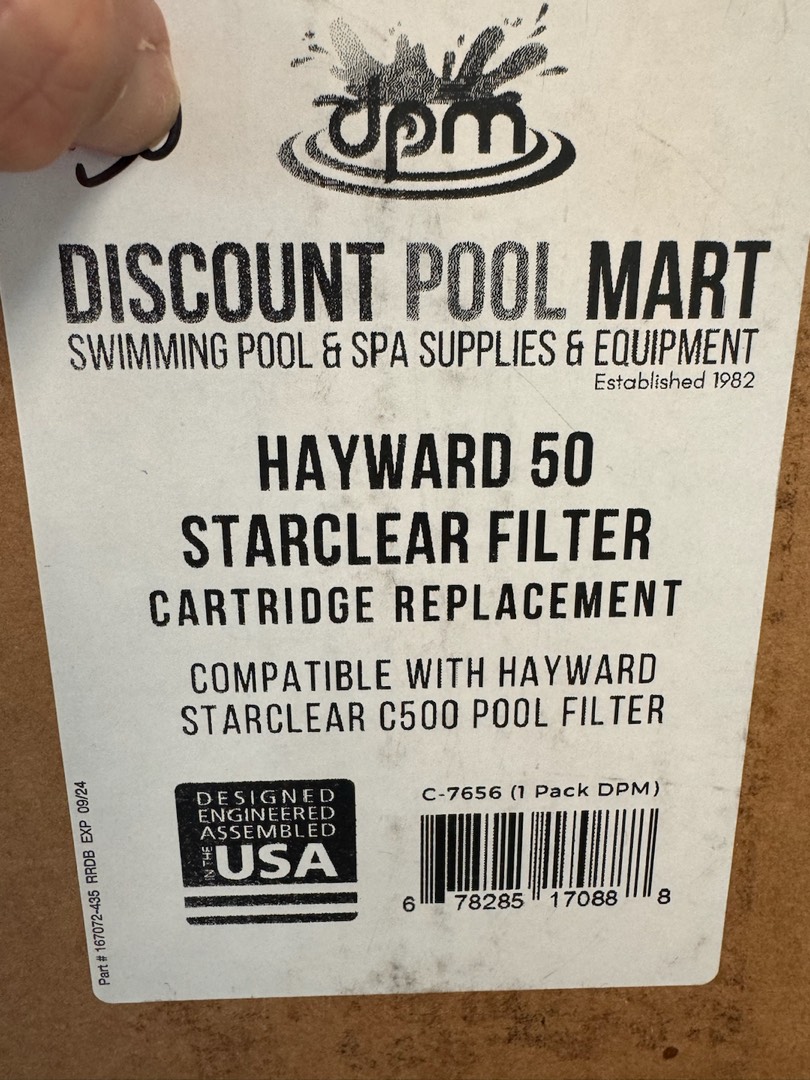 dpm
DISCOUNT POOL MART
SWIMMING POOL & SPA SUPPLIES & EQUIPMENT
Established 1982
HAYWARD 50
STARCLEAR FILTER
CARTRIDGE REPLACEMENT
COMPATIBLE WITH HAYWARD
STARCLEAR C500 POOL FILTER
Part # 167072-435 RRDB EXP 09/24
DESIGNED
ENGINEERED
ASSEMBLED
IN THE USA
C-7656 (1 Pack DPM)
6 78285 17088 8